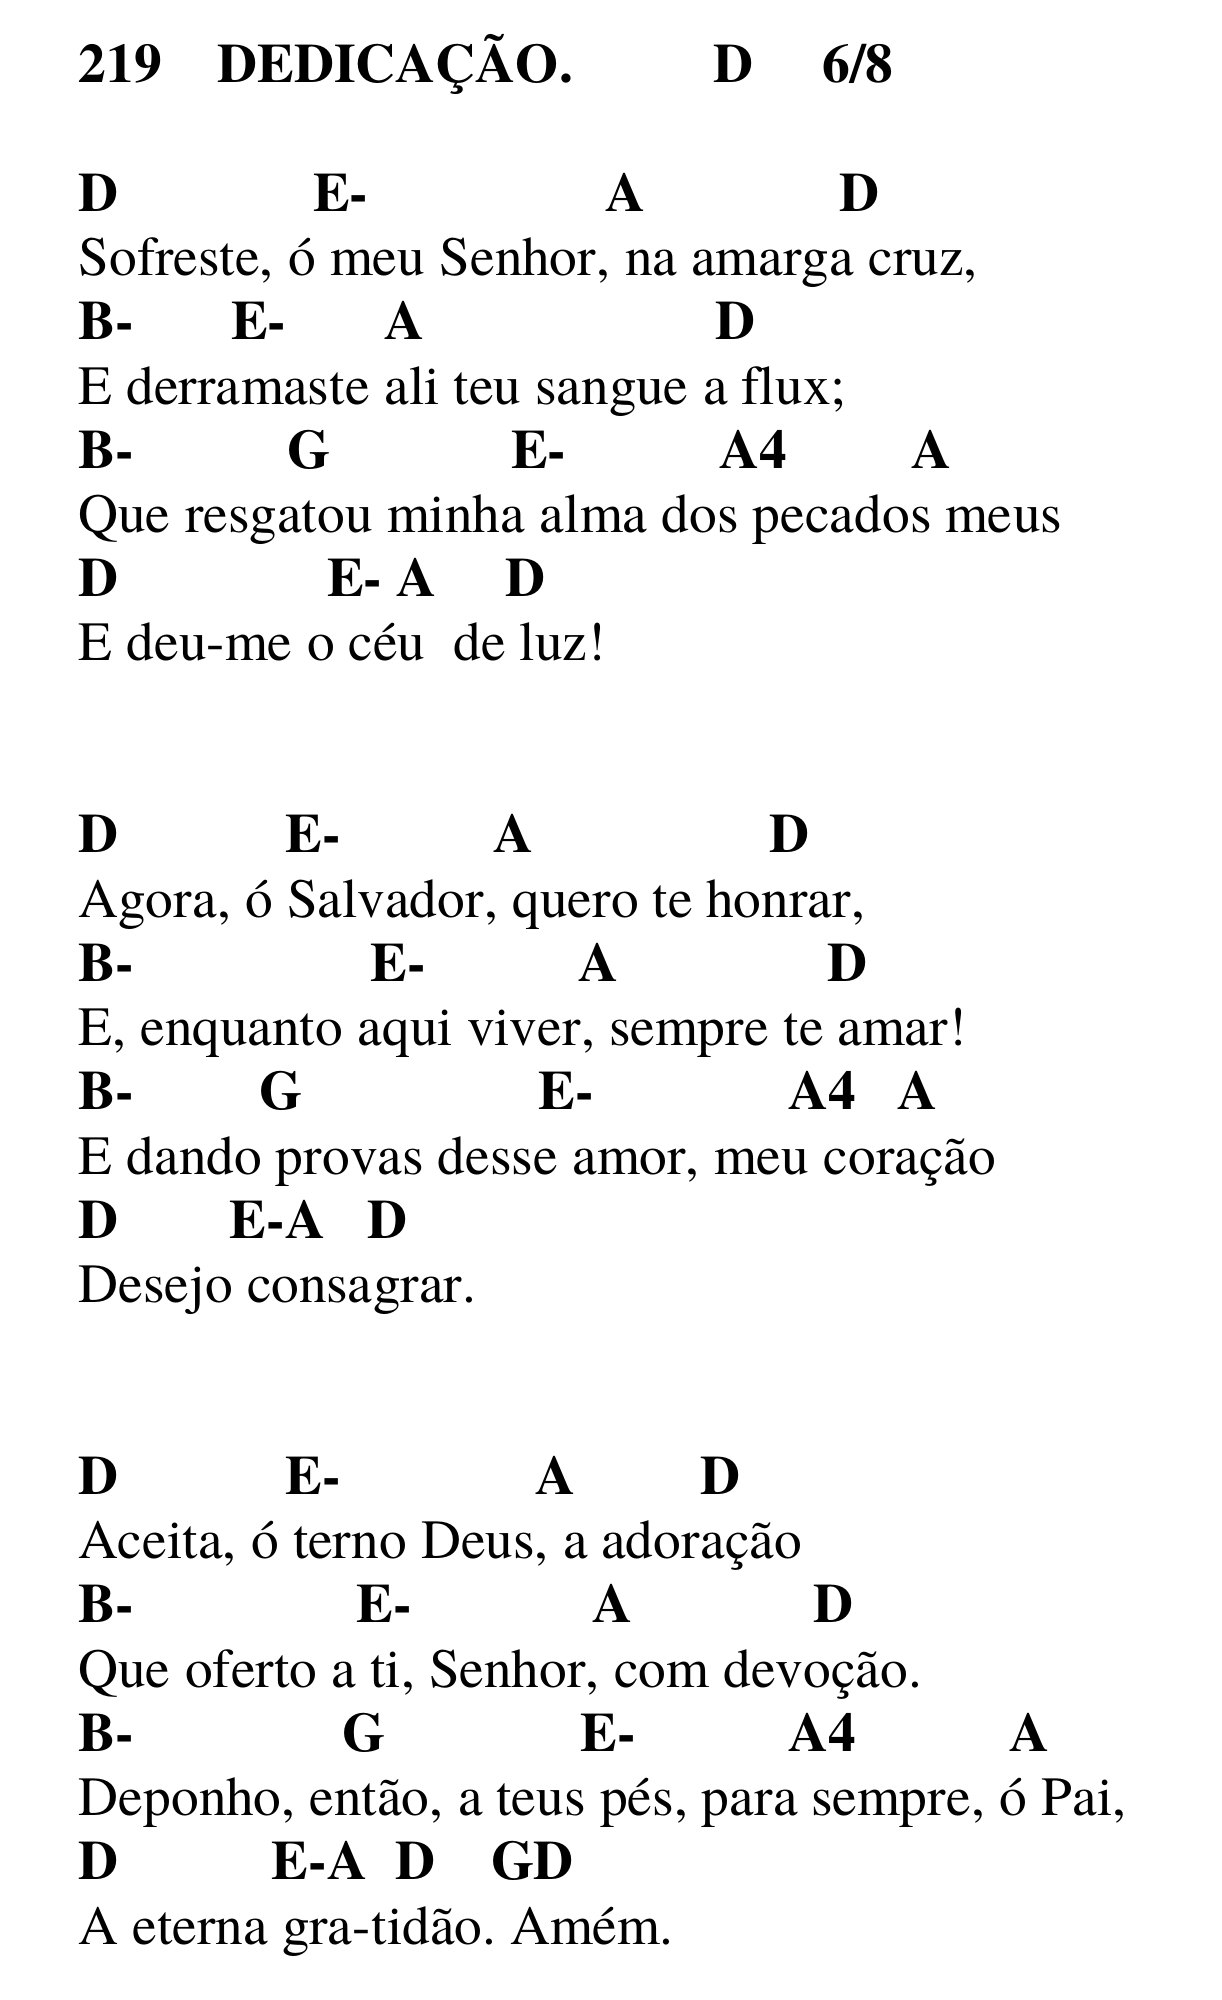 219 DEDICAÇÃO. D 6/8
D E- A D
Sofreste, ó meu Senhor, na amarga cruz,
B- E- A D
E derramaste ali teu sangue a flux;
B- G E- A4 A
Que resgatou minha alma dos pecados meus
D E- A D
E deu-me o céu de luz!
D E- A D
Agora, ó Salvador, quero te honrar,
B- E- A D
E, enquanto aqui viver, sempre te amar!
B- G E- A4 A
E dando provas desse amor, meu coração
D E-A D
Desejo consagrar.
D E- A D
Aceita, ó terno Deus, a adoração
B- E- A D
Que oferto a ti, Senhor, com devoção.
B- G E- A4 A
Deponho, então, a teus pés, para sempre, ó Pai,
D E-A D GD
A eterna gra-tidão. Amém.